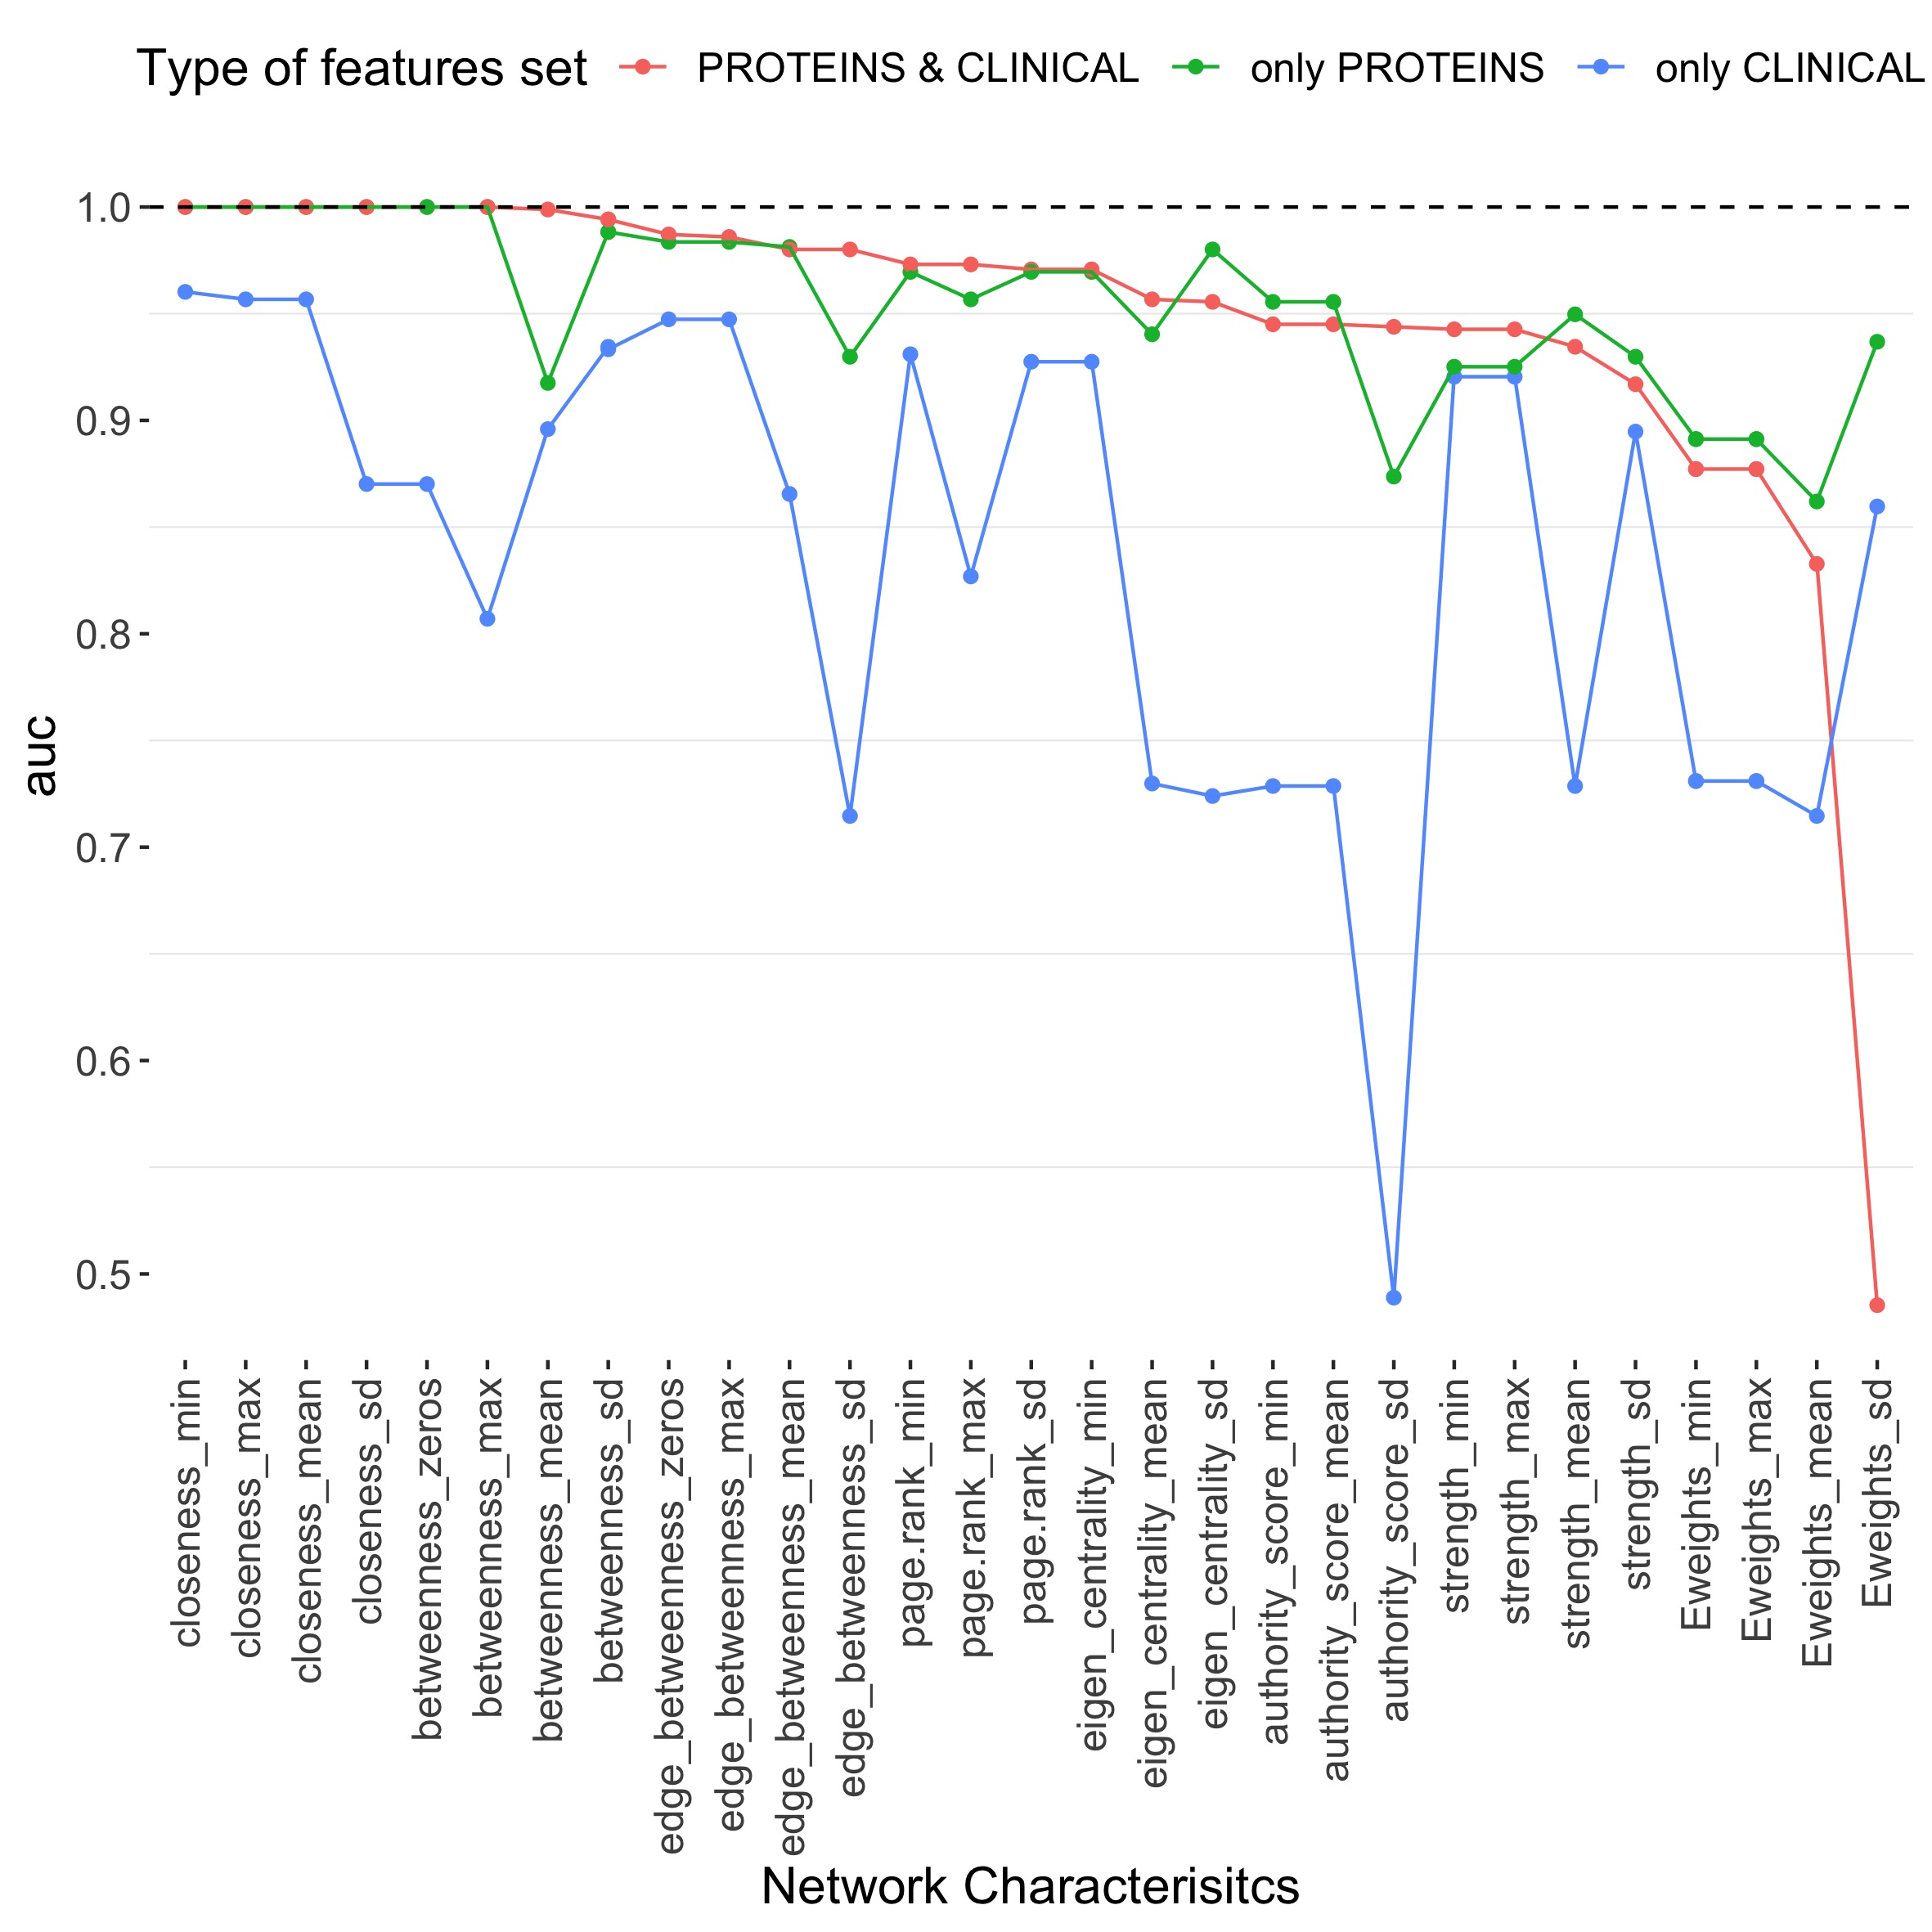 Type of features set PROTEINS & CLINICAL only PROTEINS only CLINICAL
1.0
0.9
0.8
0.7
0.6
0.5
auc
closeness_min
closeness_max
closeness_mean
closeness_sd
betweenness_zeros
betweenness_max
betweenness_mean
betweenness_sd
edge_betweenness_zeros
edge_betweenness_max
edge_betweenness_mean
edge_betweenness_sd
page.rank_min
page.rank_max
page.rank_sd
eigen_centrality_min
eigen_centrality_mean
eigen_centrality_sd
authority_score_min
authority_score_mean
authority_score_sd
strength_min
strength_max
strength_mean
strength_sd
Eweights_min
Eweights_max
Eweights_mean
Eweights_sd
Network Characterisitcs